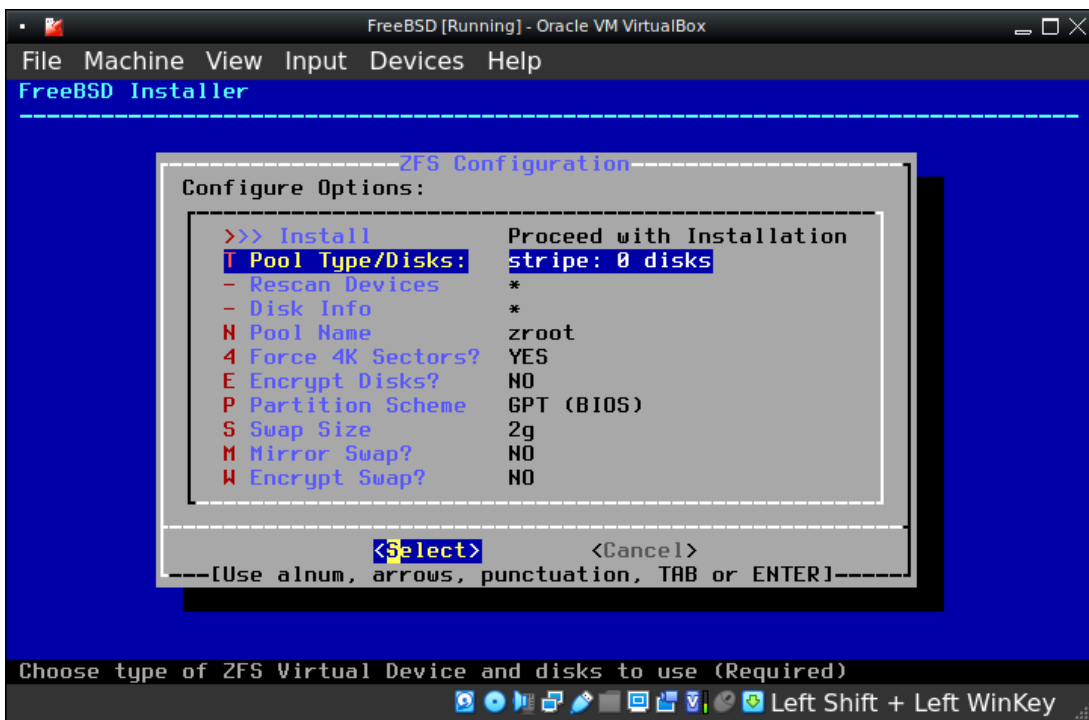 FreeBSD [Running] - Oracle VM VirtualBox
File Machine View Input Devices Help
FreeBSD Installer
ZFS Configuration
Configure Options:
>>> Install Proceed with Installation
T Pool Type/Disks: stripe: 0 disks
- Rescan Devices *
- Disk Info *
N Pool Name zroot
4 Force 4K Sectors? YES
E Encrypt Disks? NO
P Partition Scheme GPT (BIOS)
S Swap Size 2g
M Mirror Swap? NO
W Encrypt Swap? NO
<Select> <Cancel>
[Use alnum, arrows, punctuation, TAB or ENTER]
Choose type of ZFS Virtual Device and disks to use (Required)
Left Shift + Left WinKey